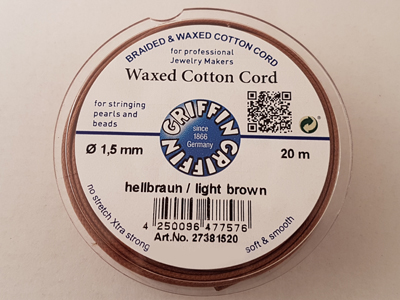 BRAIDED & WAXED COTTON CORD
for professional
Jewelry Makers
Waxed Cotton Cord
for stringing
pearls and
beads
GRIFFIN
since
1866
Germany
GRIFFIN
Ø 1,5 mm
20 m
hellbraun / light brown
4 250096 477576
Art.No. 27381520
no stretch Xtra strong
soft & smooth